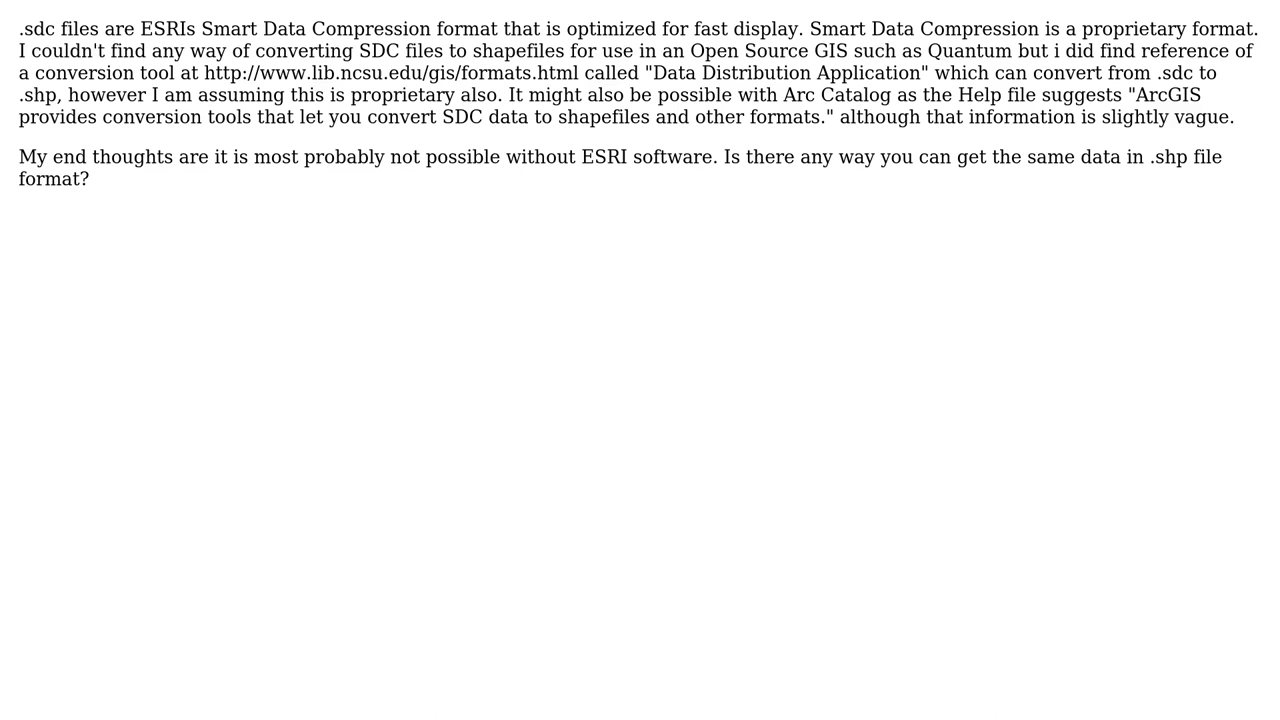 .sdc files are ESRIs Smart Data Compression format that is optimized for fast display. Smart Data Compression is a proprietary format.
I couldn't find any way of converting SDC files to shapefiles for use in an Open Source GIS such as Quantum but i did find reference of
a conversion tool at http://www.lib.ncsu.edu/gis/formats.html called "Data Distribution Application" which can convert from .sdc to
.shp, however I am assuming this is proprietary also. It might also be possible with Arc Catalog as the Help file suggests "ArcGIS
provides conversion tools that let you convert SDC data to shapefiles and other formats." although that information is slightly vague.
My end thoughts are it is most probably not possible without ESRI software. Is there any way you can get the same data in .shp file
format?